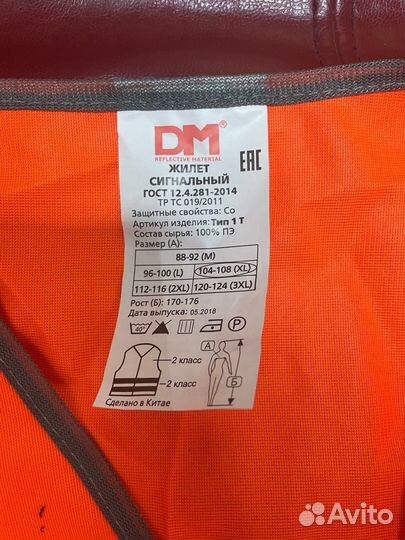 DM®
REFLECTIVE MATERIAL
EAC
ЖИЛЕТ
СИГНАЛЬНЫЙ
ГОСТ 12.4.281-2014
ТР ТС 019/2011
Защитные свойства: Со
Артикул изделия: Тип 1 Т
Состав сырья: 100% ПЭ
Размер (А):
88-92 (M)
96-100 (L) 104-108 (XL)
112-116 (2XL) 120-124 (3XL)
Рост (Б): 170-176
Дата выпуска: 05.2018
40°
А
2 класс
Б
2 класс
Сделано в Китае
Avito